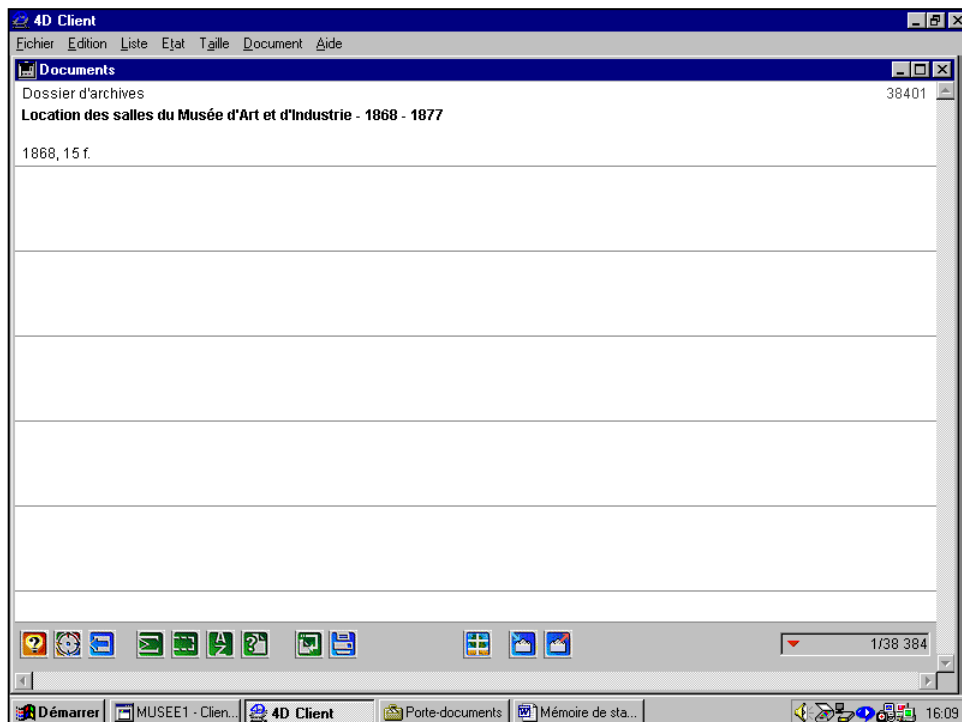 4D Client
Fichier Edition Liste Etat Taille Document Aide
Documents
Dossier d'archives 38401
Location des salles du Musée d'Art et d'Industrie - 1868 - 1877
1868, 15 f.
1/38 384
Démarrer MUSEE1 - Clien... 4D Client Porte-documents Mémoire de sta... 16:09